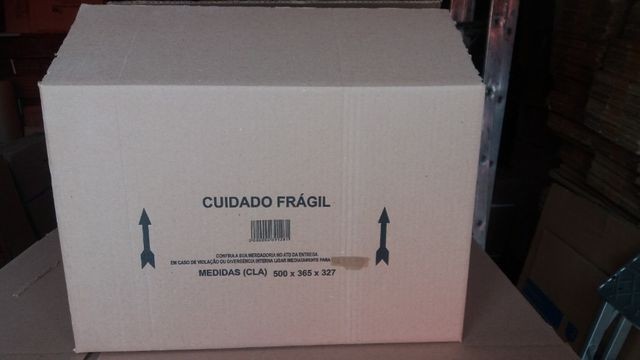 CUIDADO FRÁGIL
CONFIRA SUA MERCADORIA NO ATO DA ENTREGA
EM CASO DE VIOLAÇÃO OU DIVERGENCIA INTERNA LIGAR IMEDIATAMENTE PARA
MEDIDAS (CLA) 500 x 365 x 327